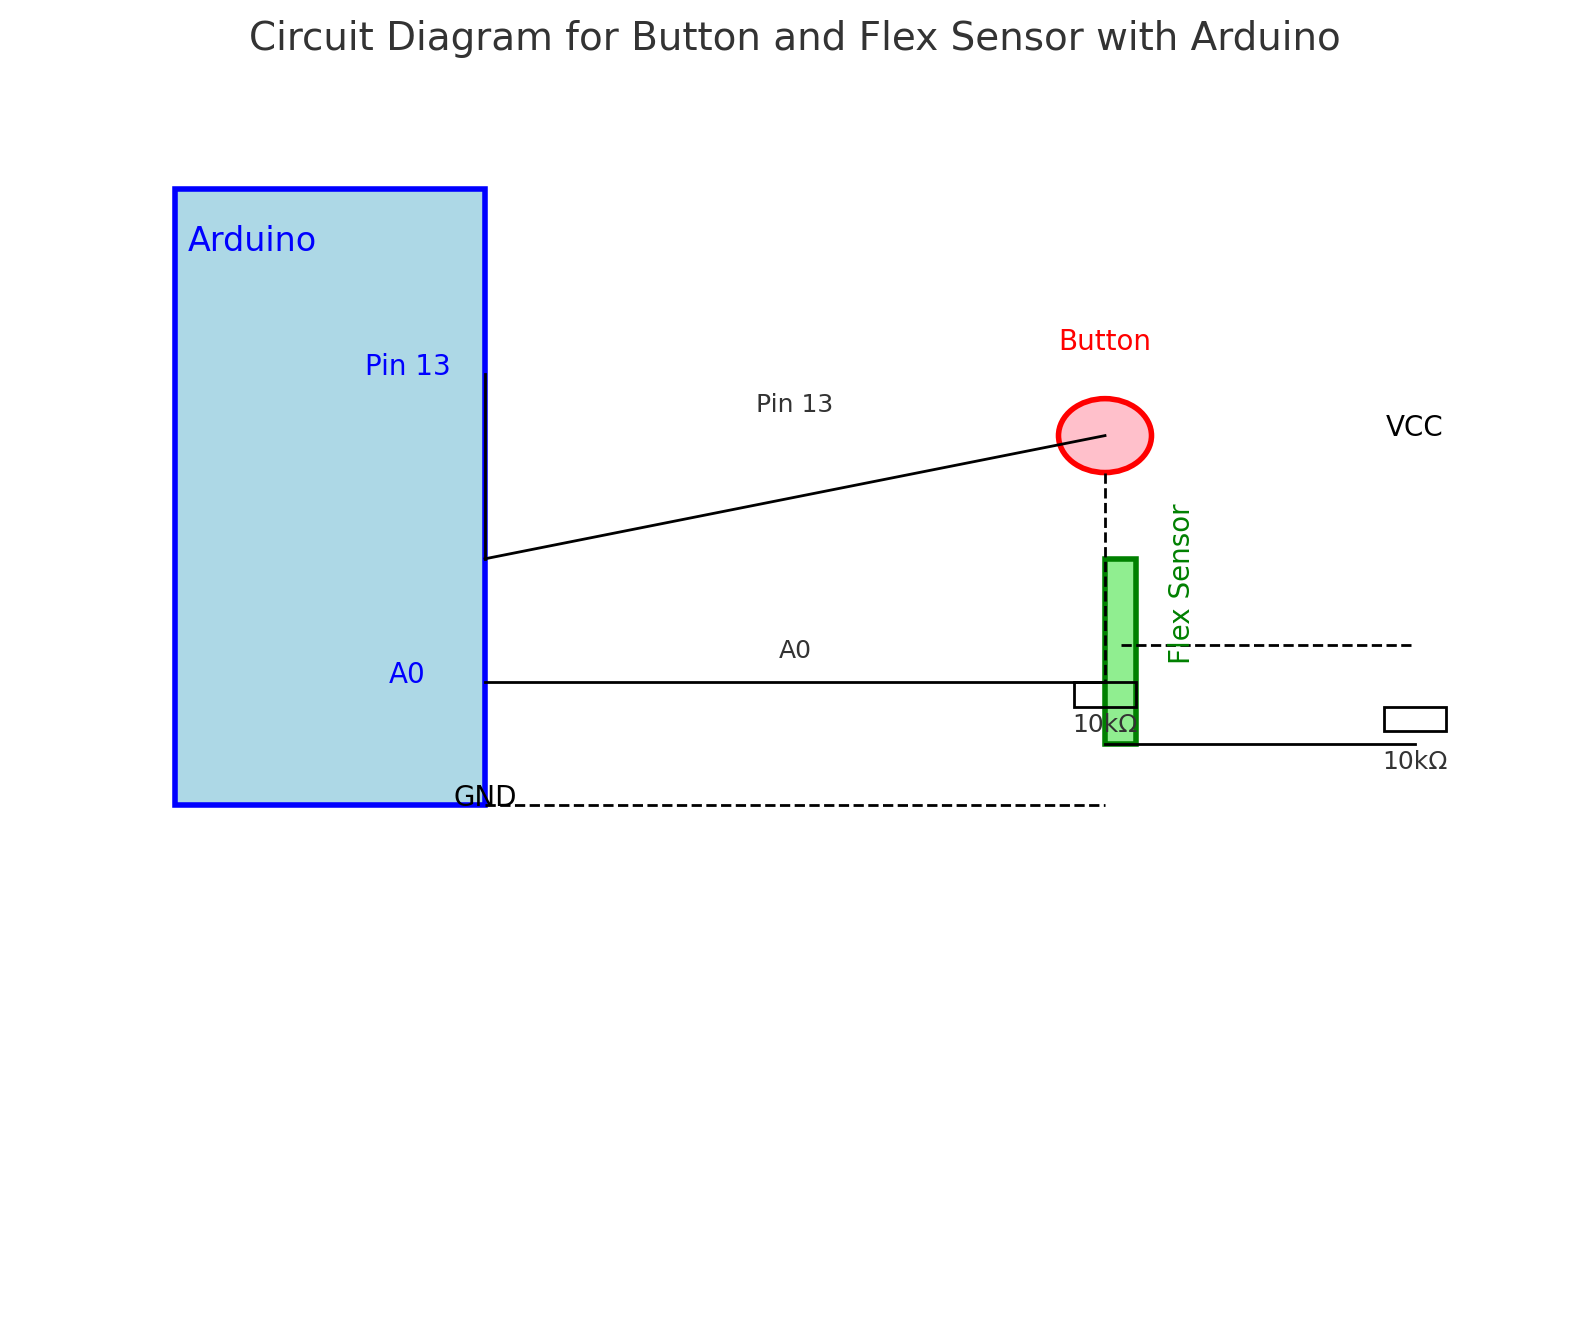 Circuit Diagram for Button and Flex Sensor with Arduino
Arduino
Button
Pin 13
Pin 13
VCC
Flex Sensor
A0
A0
10kΩ
10kΩ
GND